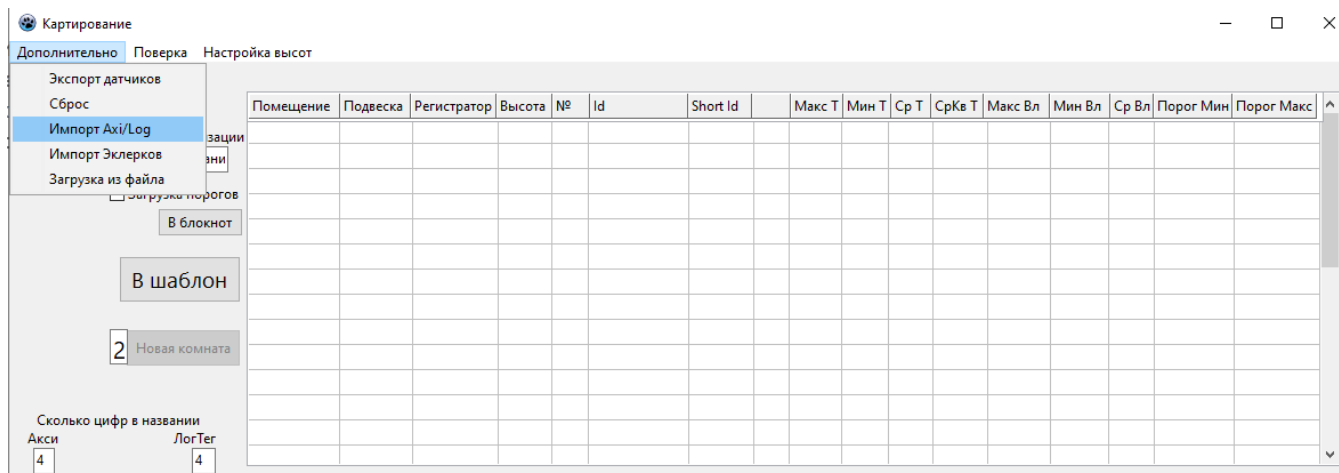 Картирование
Дополнительно Поверка Настройка высот
Экспорт датчиков
Сброс
Импорт Axi/Log
Импорт Эклерков
Загрузка из файла
Помещение Подвеска Регистратор Высота № Id Short Id Макс Т Мин Т Ср Т СрКв Т Макс Вл Мин Вл Ср Вл Порог Мин Порог Макс
Загрузка порогов
В блокнот
В шаблон
2 Новая комната
Сколько цифр в названии
Акси ЛогТег
4 4